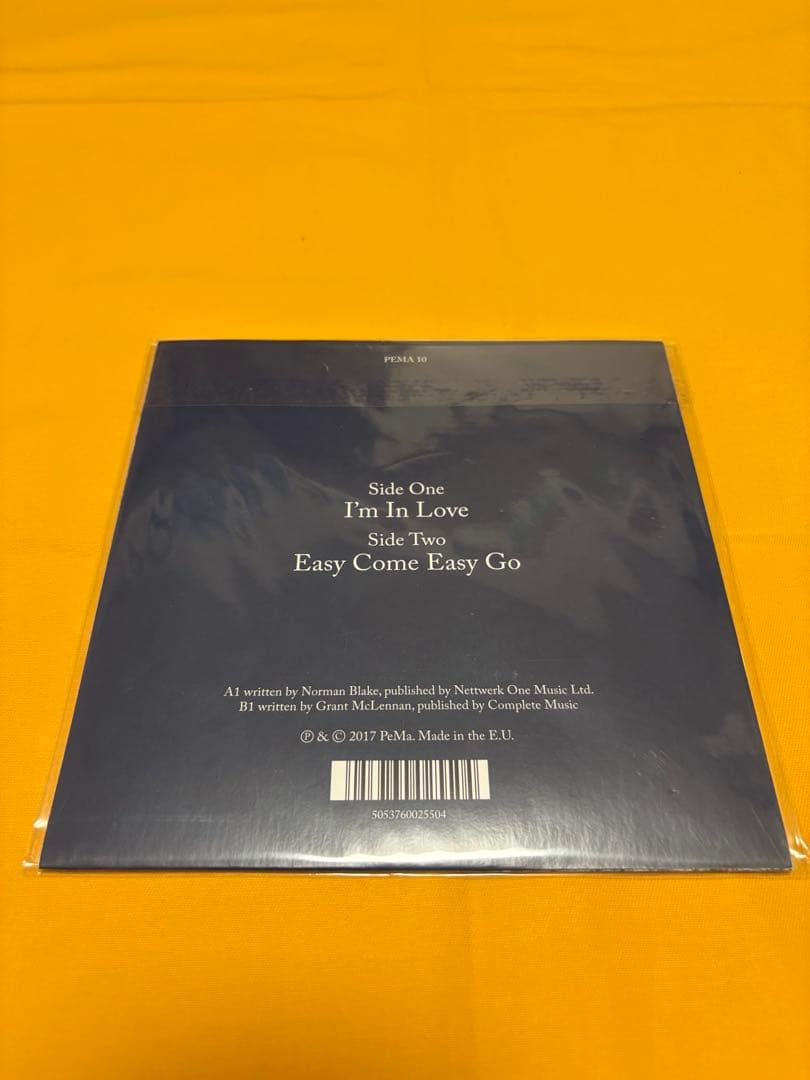 PEMA 10
Side One
I'm In Love
Side Two
Easy Come Easy Go
A1 written by Norman Blake, published by Nettwerk One Music Ltd.
B1 written by Grant McLennan, published by Complete Music
℗ & © 2017 PeMa. Made in the E.U.
5053760025504